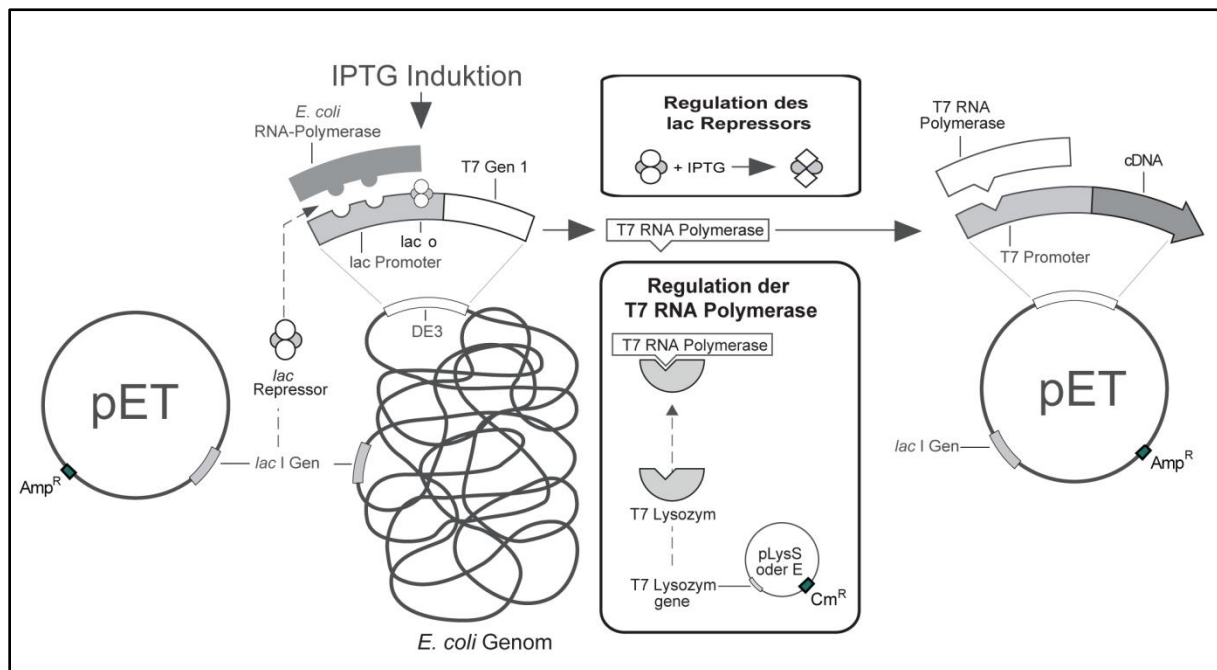 IPTG Induktion
E. coli
RNA-Polymerase
T7 Gen 1
lac o
lac Promoter
DE3
lac
Repressor
pET
Amp^R
lac I Gen
E. coli Genom
Regulation des
lac Repressors
+ IPTG
T7 RNA Polymerase
Regulation der
T7 RNA Polymerase
T7 RNA Polymerase
T7 Lysozym
T7 Lysozym
gene
pLysS
oder E
Cm^R
T7 RNA
Polymerase
cDNA
T7 Promoter
pET
lac I Gen
Amp^R